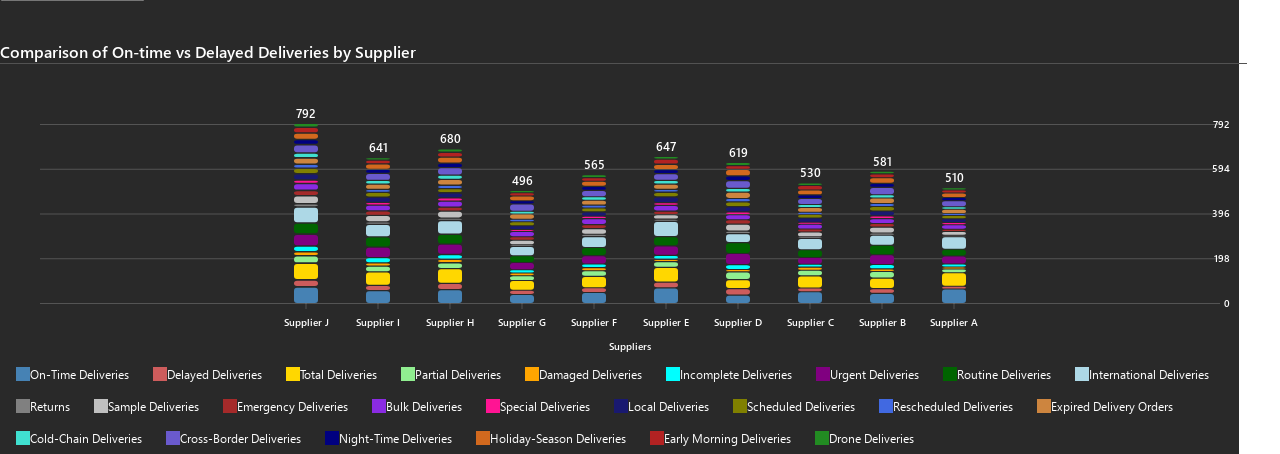 Comparison of On-time vs Delayed Deliveries by Supplier
792
641
680
496
565
647
619
530
581
510
792
594
396
198
0
Supplier J Supplier I Supplier H Supplier G Supplier F Supplier E Supplier D Supplier C Supplier B Supplier A
Suppliers
On-Time Deliveries Delayed Deliveries Total Deliveries Partial Deliveries Damaged Deliveries Incomplete Deliveries Urgent Deliveries Routine Deliveries International Deliveries
Returns Sample Deliveries Emergency Deliveries Bulk Deliveries Special Deliveries Local Deliveries Scheduled Deliveries Rescheduled Deliveries Expired Delivery Orders
Cold-Chain Deliveries Cross-Border Deliveries Night-Time Deliveries Holiday-Season Deliveries Early Morning Deliveries Drone Deliveries